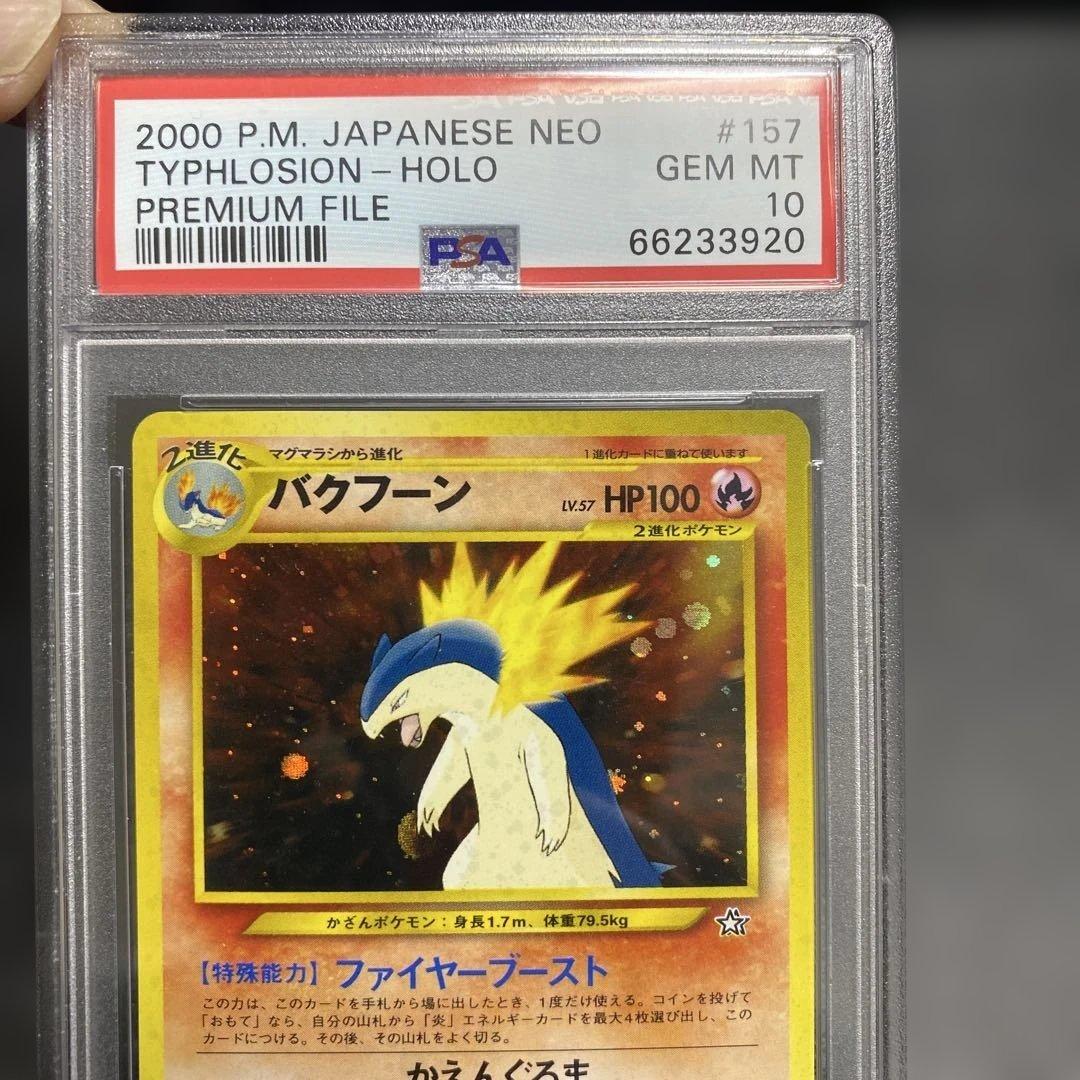 2000 P.M. JAPANESE NEO #157
TYPHLOSION - HOLO GEM MT
PREMIUM FILE 10
PSA 66233920
2進化 マグマラシから進化 1進化カードに重ねて使います
バクフーン LV.57 HP100
2進化ポケモン
かざんポケモン：身長1.7m、体重79.5kg
【特殊能力】ファイヤーブースト
この力は、このカードを手札から場に出したとき、1度だけ使える。コインを投げて
「おもて」なら、自分の山札から「炎」エネルギーカードを最大4枚選び出し、この
カードにつける。その後、その山札をよく切る。
かえんぐるま